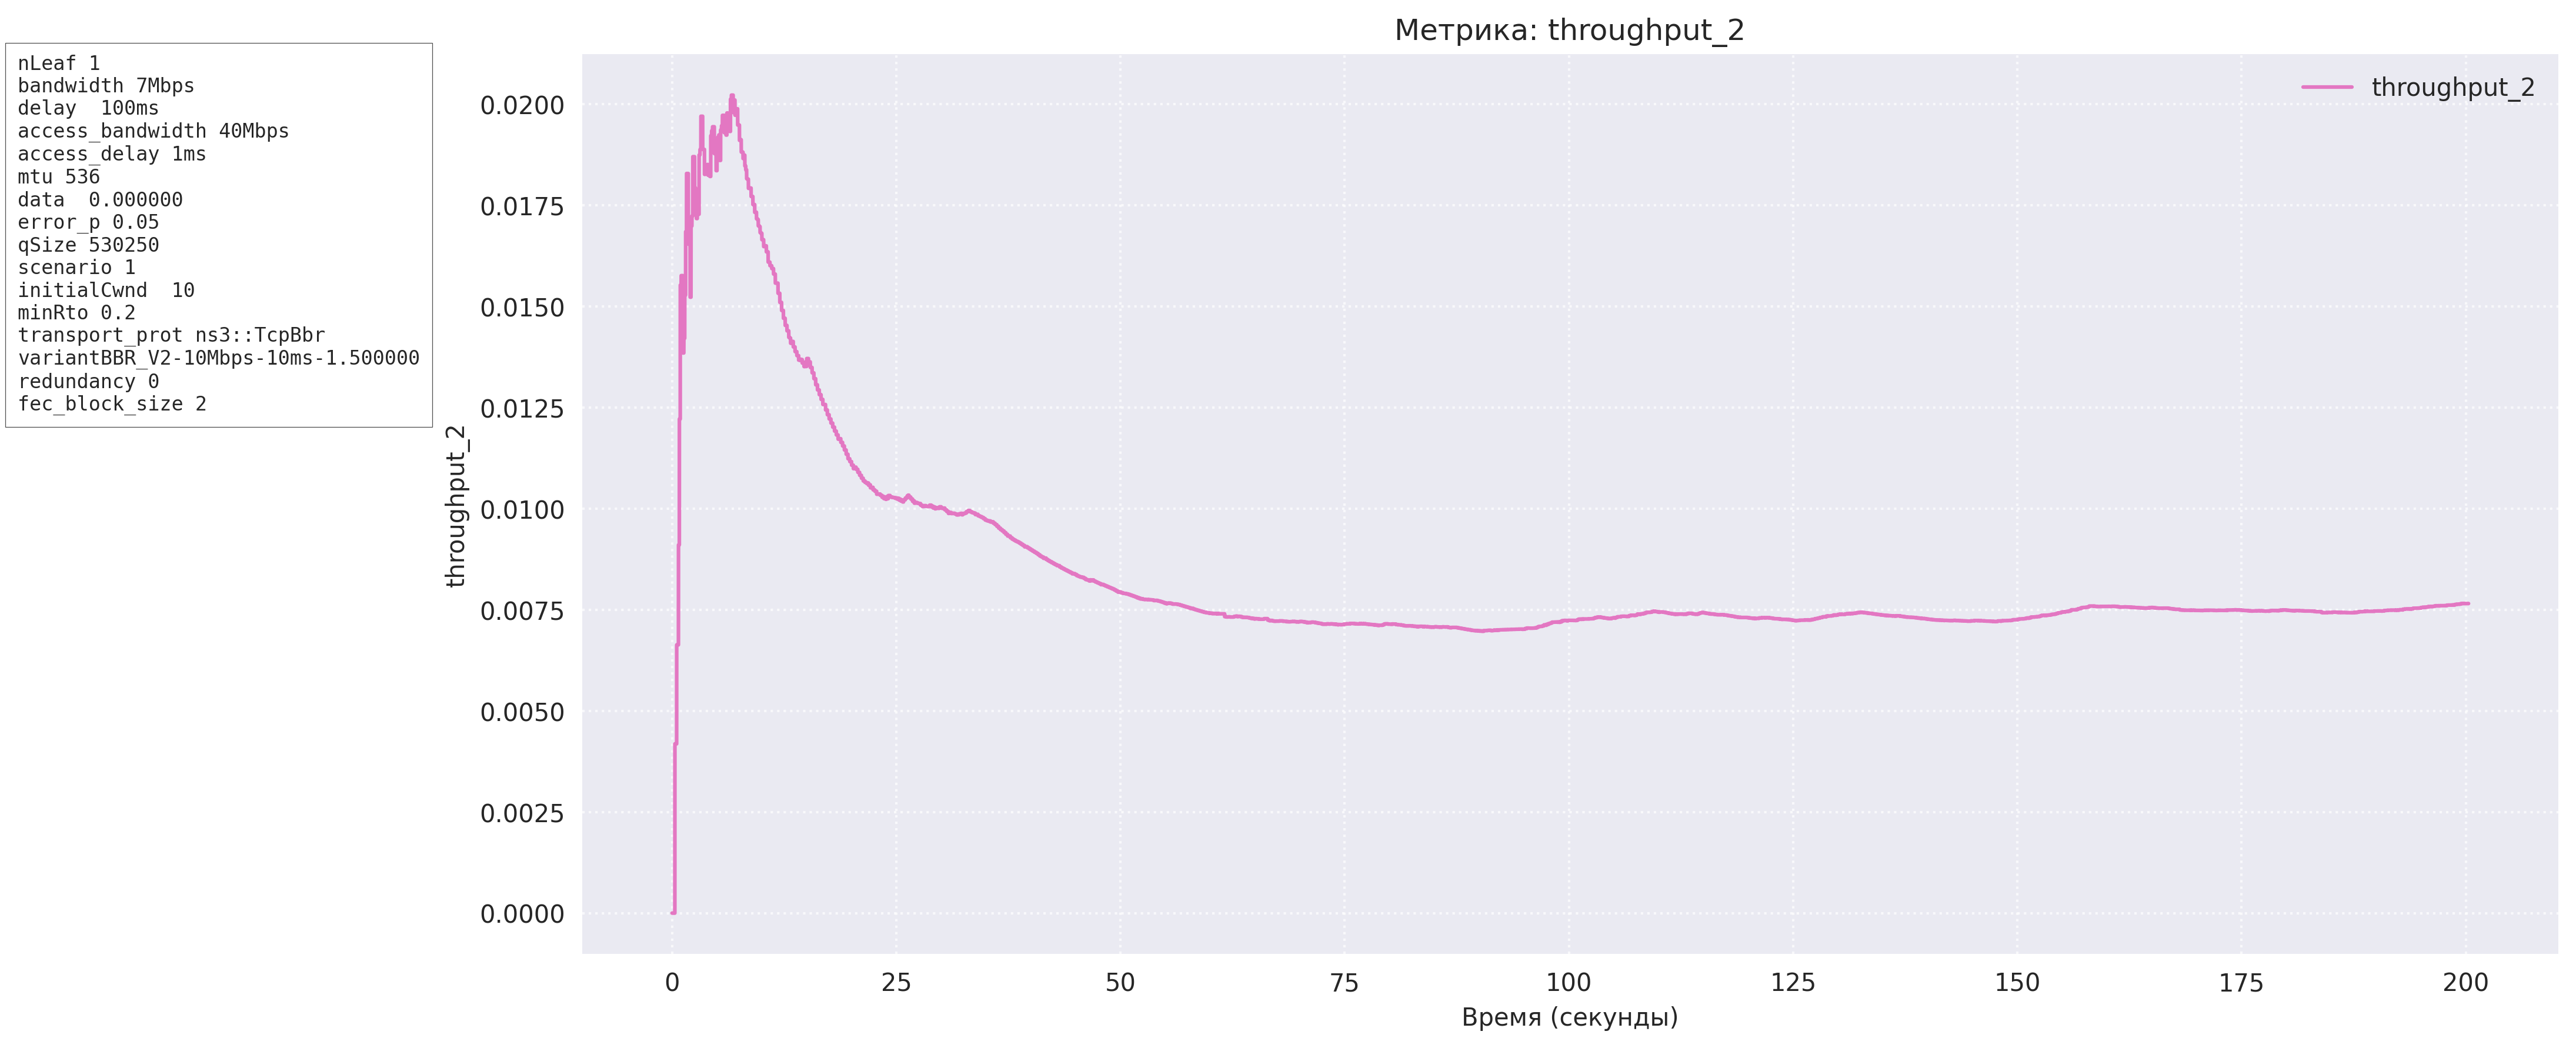 Метрика: throughput_2
nLeaf 1
bandwidth 7Mbps
delay  100ms
access_bandwidth 40Mbps
access_delay 1ms
mtu 536
data  0.000000
error_p 0.05
qSize 530250
scenario 1
initialCwnd  10
minRto 0.2
transport_prot ns3::TcpBbr
variantBBR_V2-10Mbps-10ms-1.500000
redundancy 0
fec_block_size 2
throughput_2
throughput_2
0.0200
0.0175
0.0150
0.0125
0.0100
0.0075
0.0050
0.0025
0.0000
0 25 50 75 100 125 150 175 200
Время (секунды)